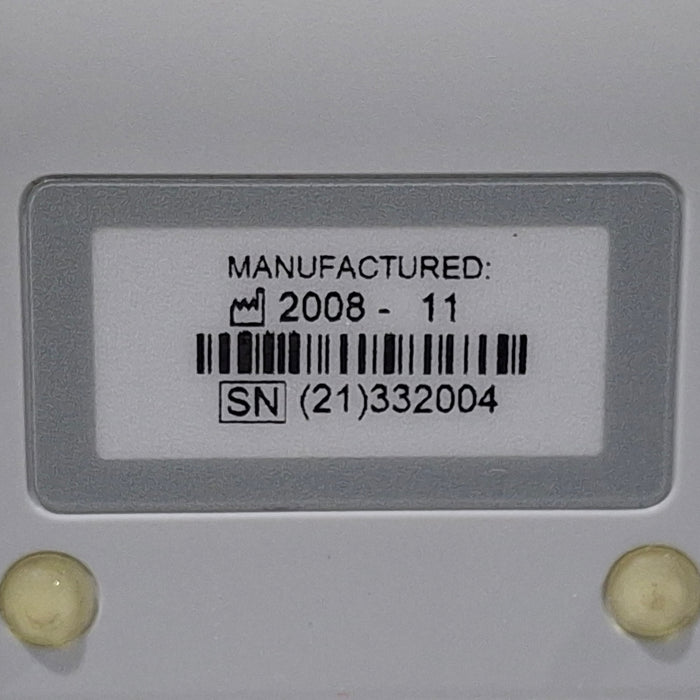 MANUFACTURED:
2008 - 11
SN (21)332004